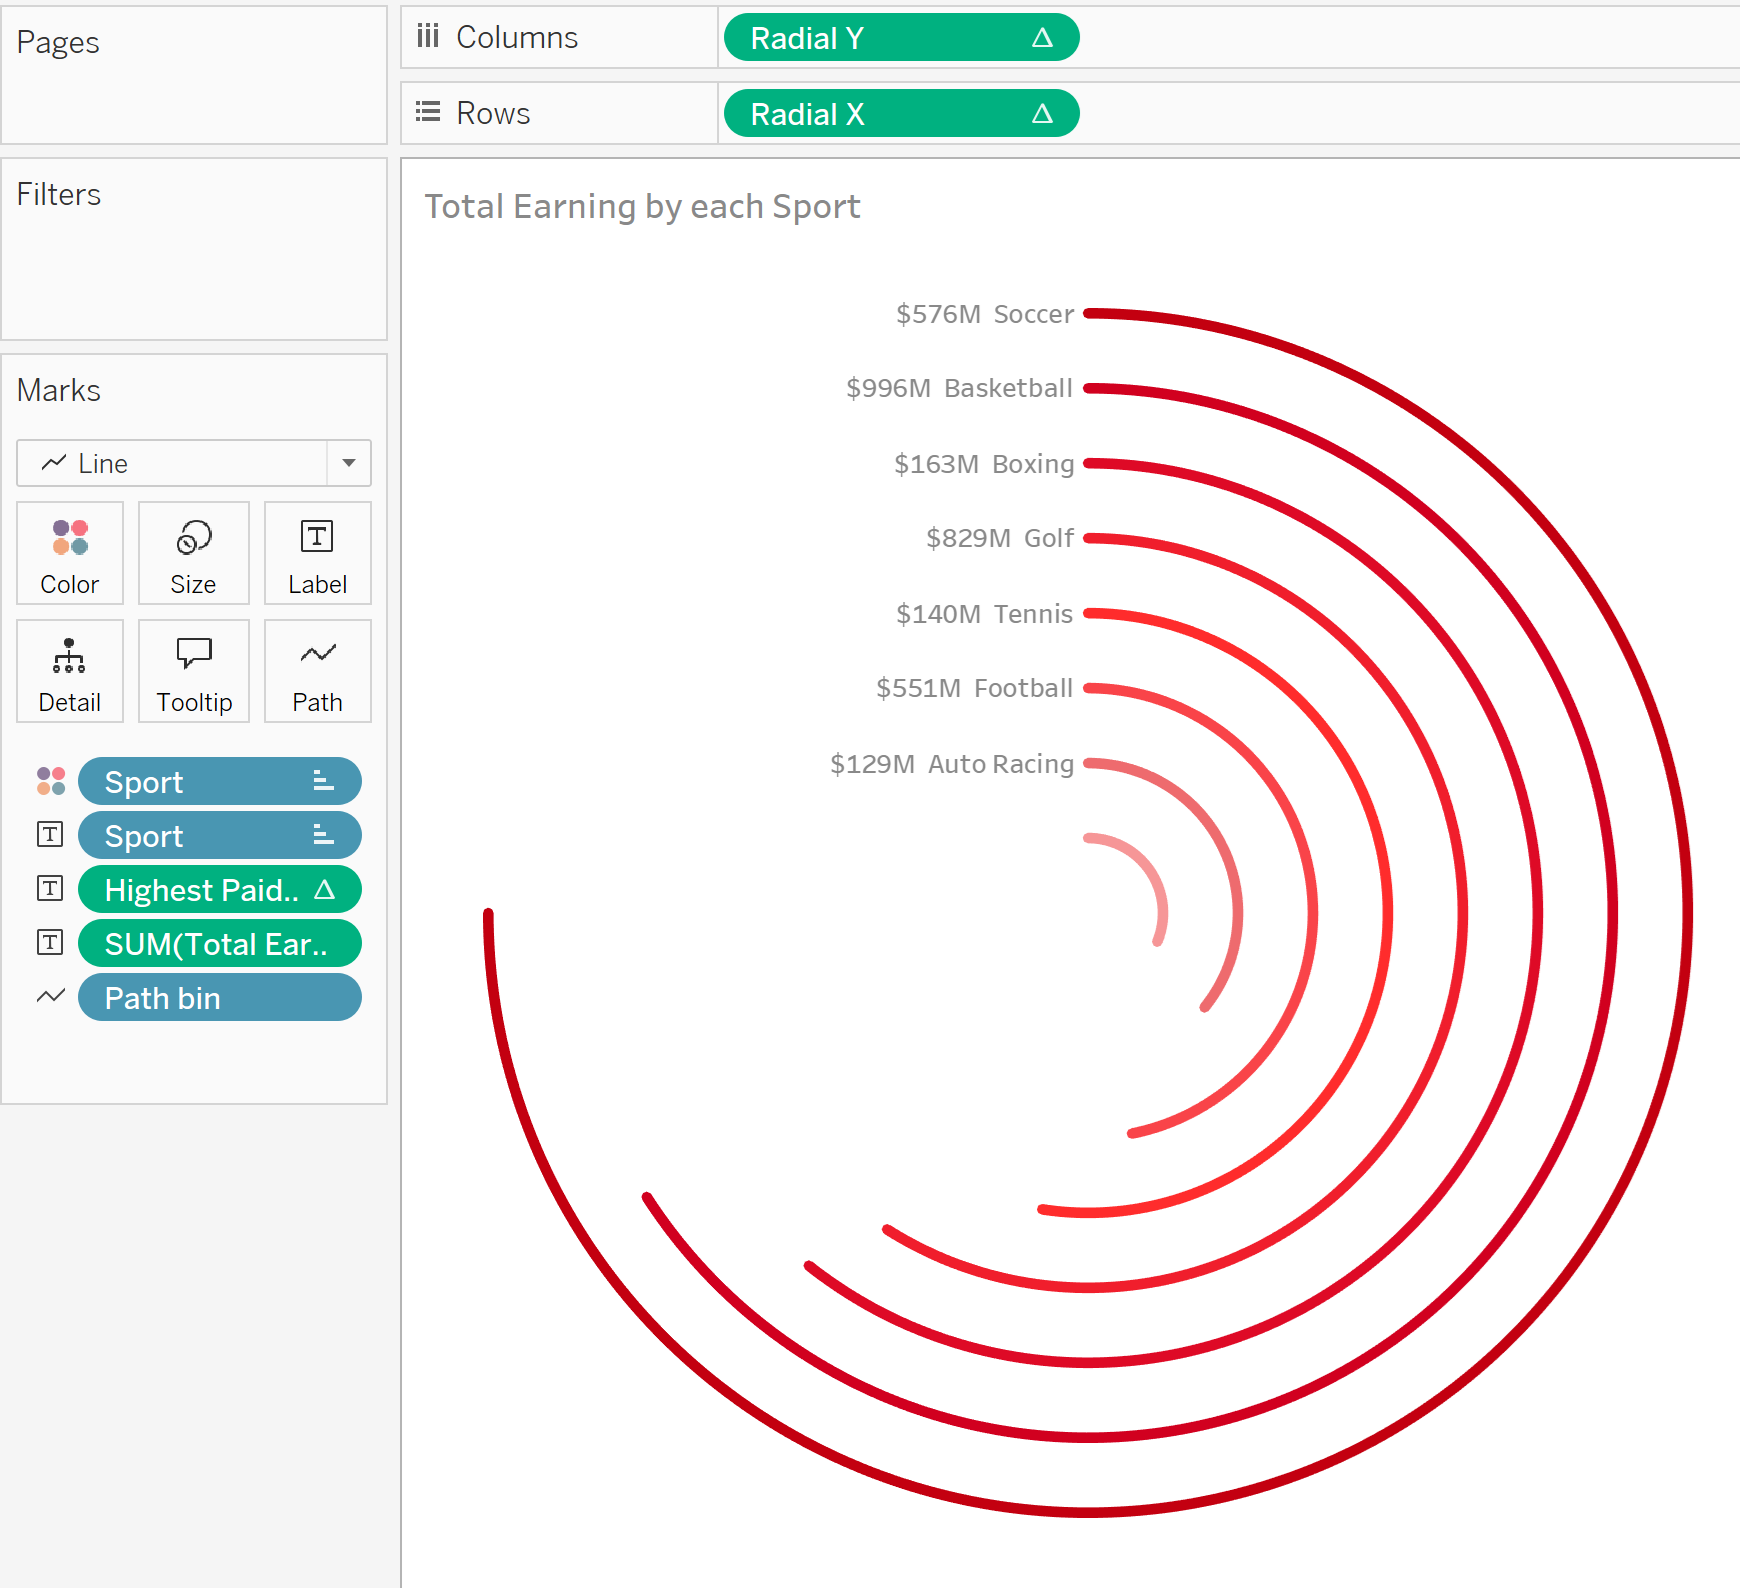 Pages
Columns
Radial Y
Rows
Radial X
Filters
Marks
Line
Color
Size
Label
Detail
Tooltip
Path
Sport
Sport
Highest Paid..
SUM(Total Ear..
Path bin
Total Earning by each Sport
$576M Soccer
$996M Basketball
$163M Boxing
$829M Golf
$140M Tennis
$551M Football
$129M Auto Racing